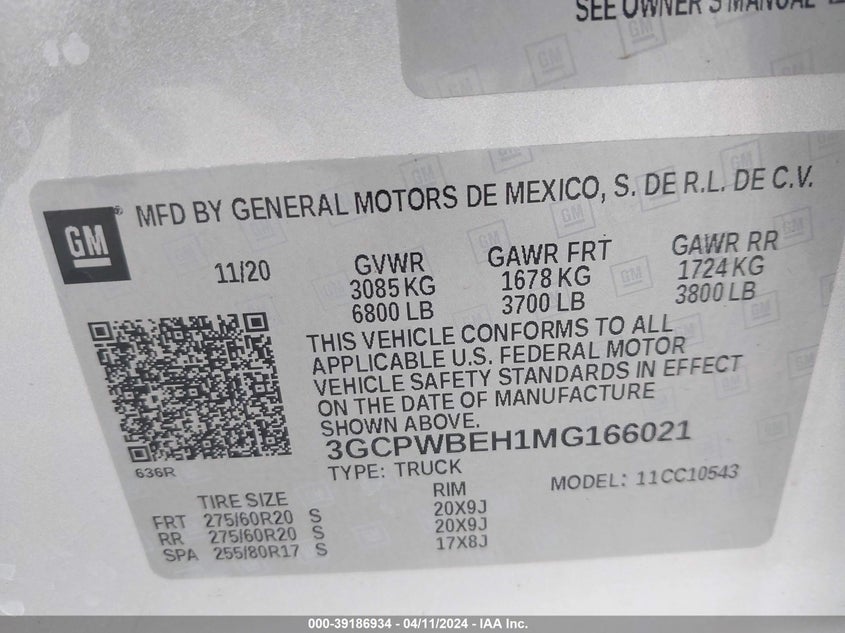 SEE OWNER'S MANUAL
GM
MFD BY GENERAL MOTORS DE MEXICO, S. DE R.L. DE C.V.
11/20
GVWR
3085 KG
6800 LB
GAWR FRT
1678 KG
3700 LB
GAWR RR
1724 KG
3800 LB
THIS VEHICLE CONFORMS TO ALL
APPLICABLE U.S. FEDERAL MOTOR
VEHICLE SAFETY STANDARDS IN EFFECT
ON THE DATE OF MANUFACTURE
SHOWN ABOVE.
3GCPWBEH1MG166021
636R
TYPE: TRUCK
MODEL: 11CC10543
TIRE SIZE
RIM
FRT 275/60R20 S 20X9J
RR 275/60R20 S 20X9J
SPA 255/80R17 S 17X8J
000-39186934 / 04/11/2024 - IAA Inc.